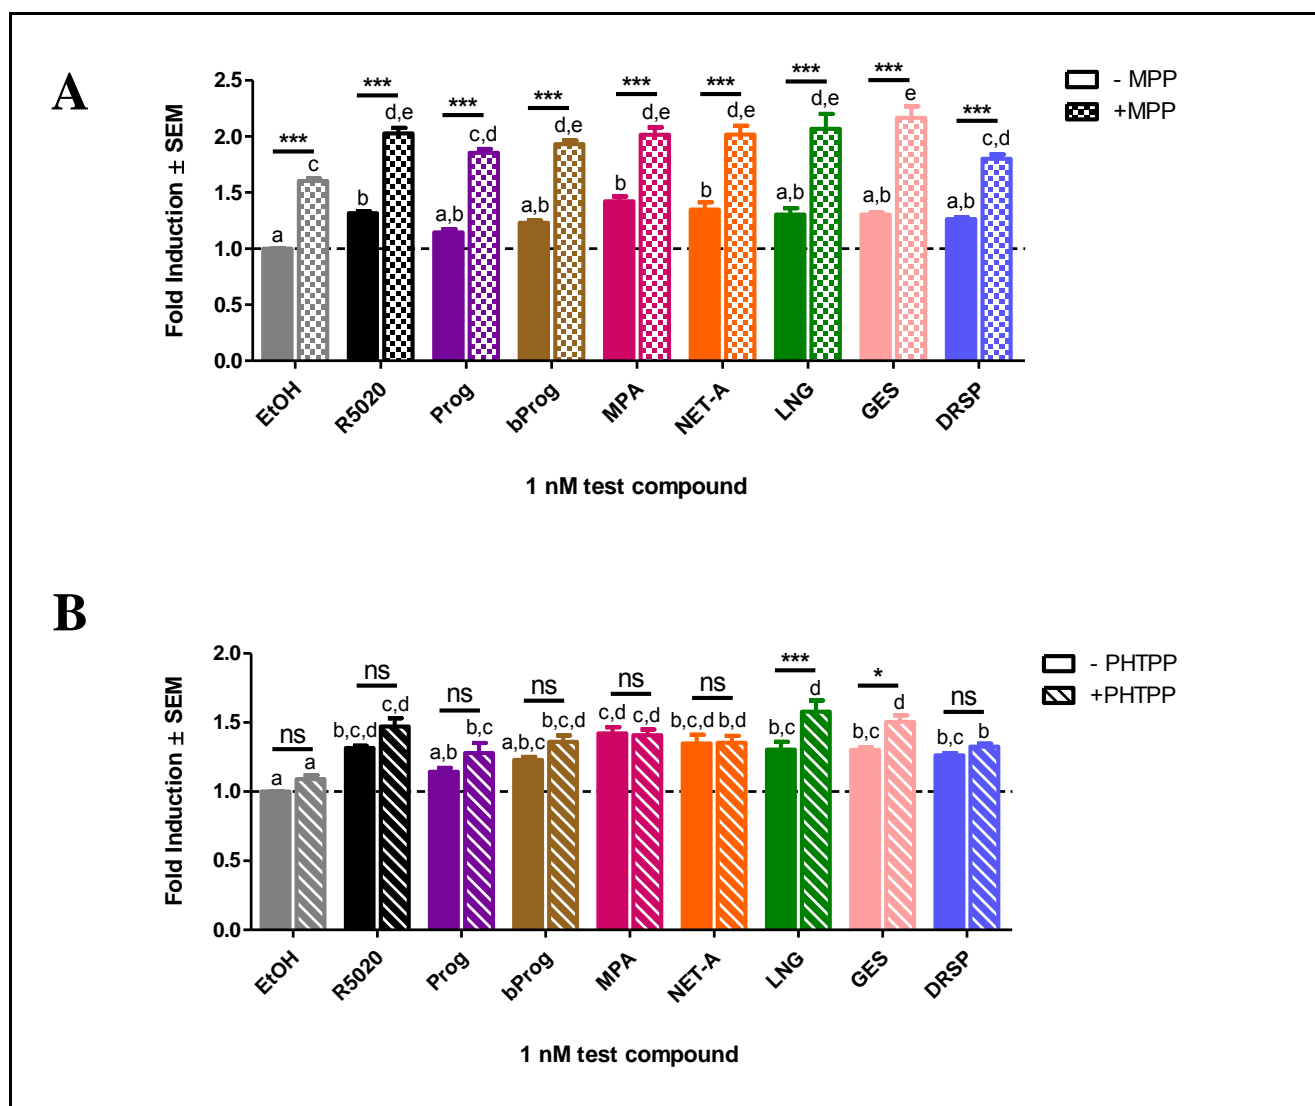 A
Fold Induction ± SEM
2.5
2.0
1.5
1.0
0.5
0.0
*** *** *** *** *** *** *** *** ***
a c b d,e a,b c,d a,b d,e b d,e b d,e a,b d,e a,b e a,b c,d
- MPP
+MPP
EtOH R5020 Prog bProg MPA NET-A LNG GES DRSP
1 nM test compound
B
Fold Induction ± SEM
2.0
1.5
1.0
0.5
0.0
ns ns ns ns ns ns *** * ns
a a b,c,d c,d a,b b,c a,b,c b,c,d c,d c,d b,c,d b,d b,c d b,c d b,c b
- PHTPP
+PHTPP
EtOH R5020 Prog bProg MPA NET-A LNG GES DRSP
1 nM test compound